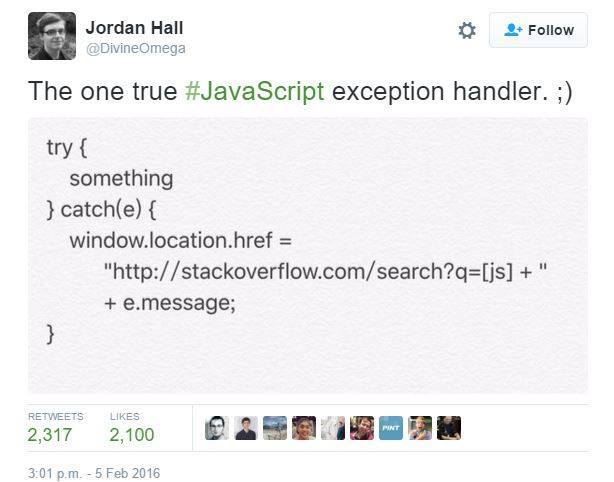 Jordan Hall
@DivineOmega
Follow
The one true #JavaScript exception handler. ;)
try {
something
} catch(e) {
window.location.href =
"http://stackoverflow.com/search?q=[js] + "
+ e.message;
}
RETWEETS LIKES
2,317 2,100
PINT
3:01 p.m. - 5 Feb 2016